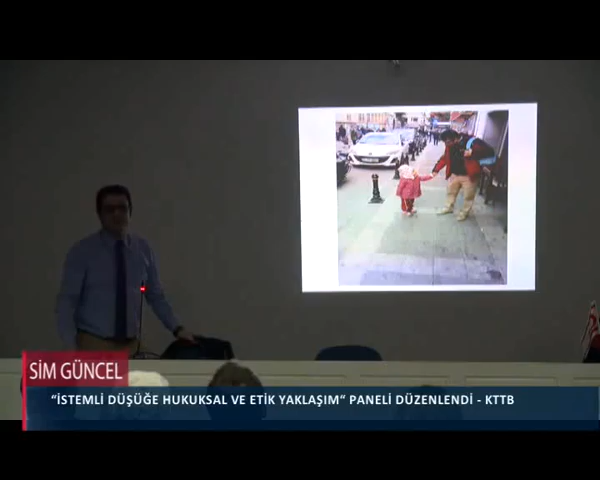 SİM GÜNCEL
“İSTEMLİ DÜŞÜĞE HUKUKSAL VE ETİK YAKLAŞIM“ PANELİ DÜZENLENDİ - KTTB